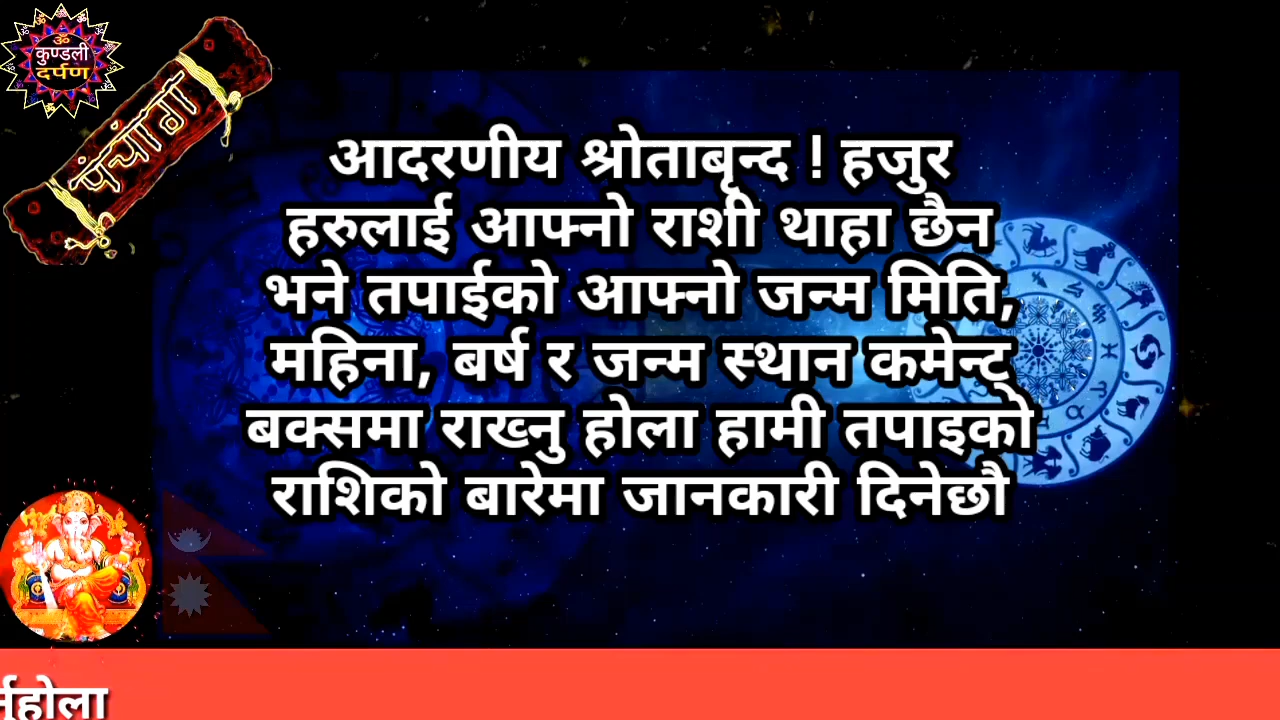 ॐ
कुण्डली
दर्पण
पंचांग
आदरणीय श्रोताबृन्द ! हजुर
हरुलाई आफ्नो राशी थाहा छैन
भने तपाईको आफ्नो जन्म मिति,
महिना, बर्ष र जन्म स्थान कमेन्ट्
बक्समा राख्नु होला हामी तपाइको
राशिको बारेमा जानकारी दिनेछौ